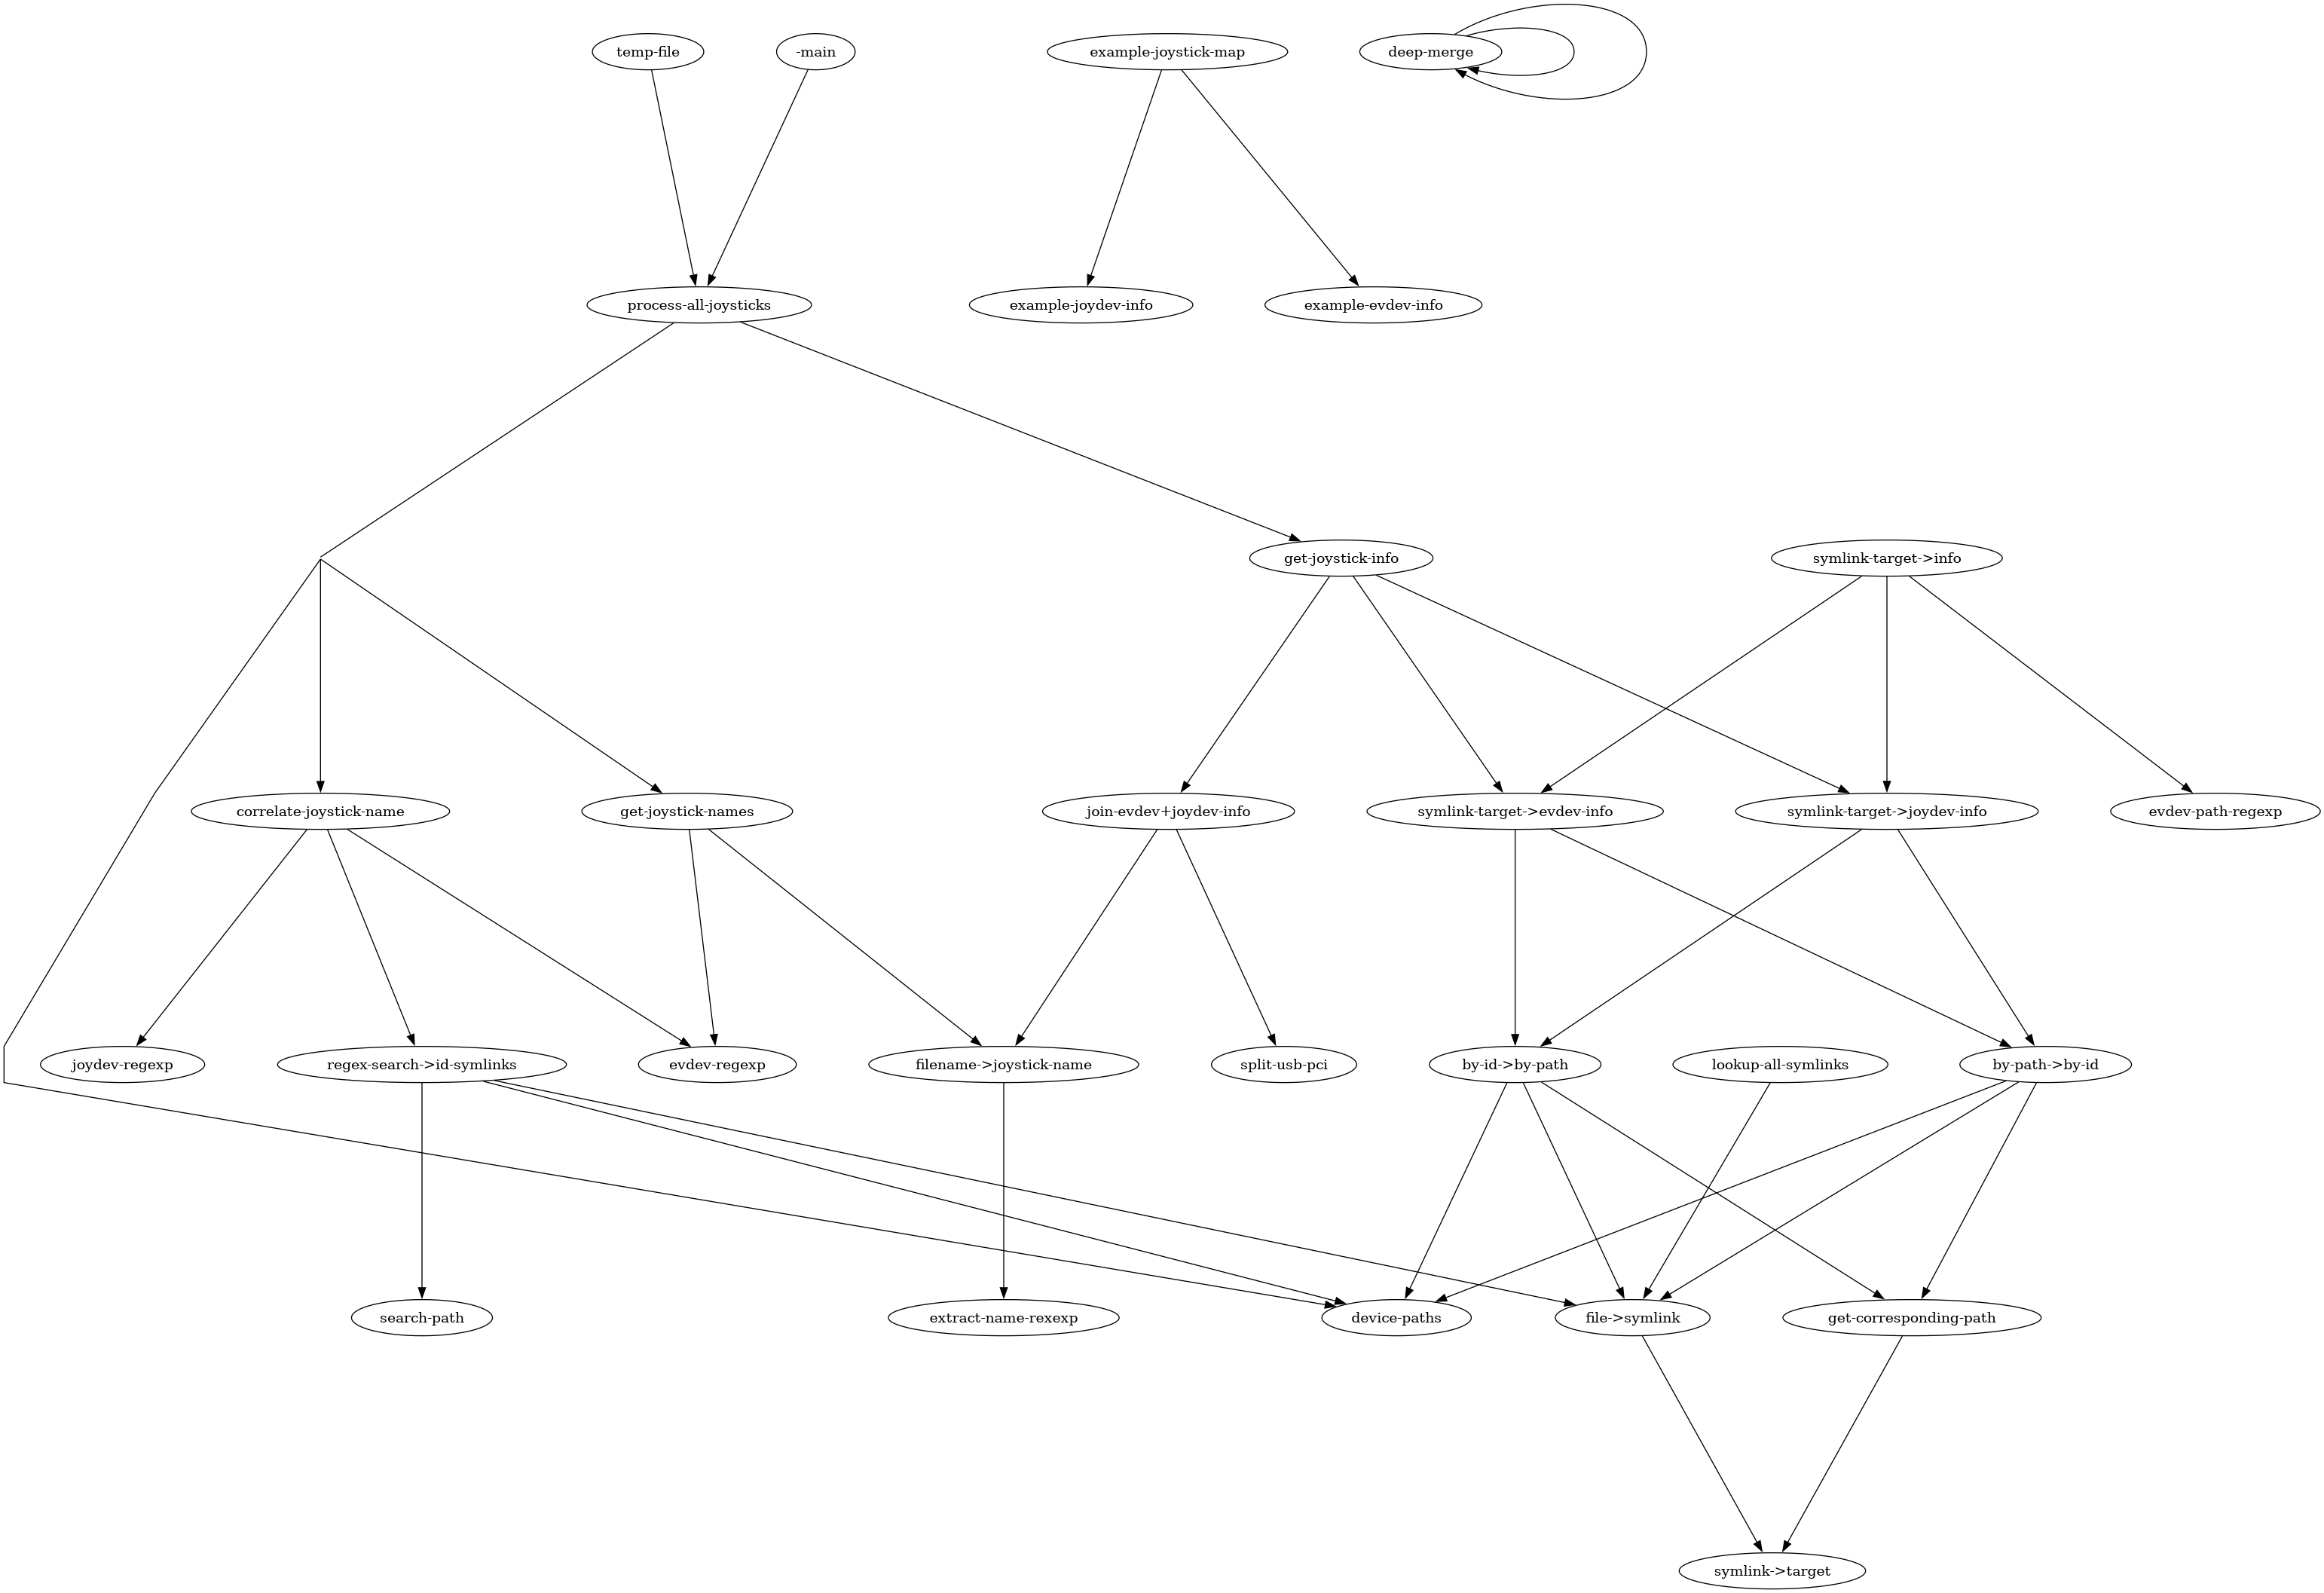 temp-file
-main
example-joystick-map
deep-merge
process-all-joysticks
example-joydev-info
example-evdev-info
get-joystick-info
symlink-target->info
correlate-joystick-name
get-joystick-names
join-evdev+joydev-info
symlink-target->evdev-info
symlink-target->joydev-info
evdev-path-regexp
joydev-regexp
regex-search->id-symlinks
evdev-regexp
filename->joystick-name
split-usb-pci
by-id->by-path
lookup-all-symlinks
by-path->by-id
search-path
extract-name-rexexp
device-paths
file->symlink
get-corresponding-path
symlink->target